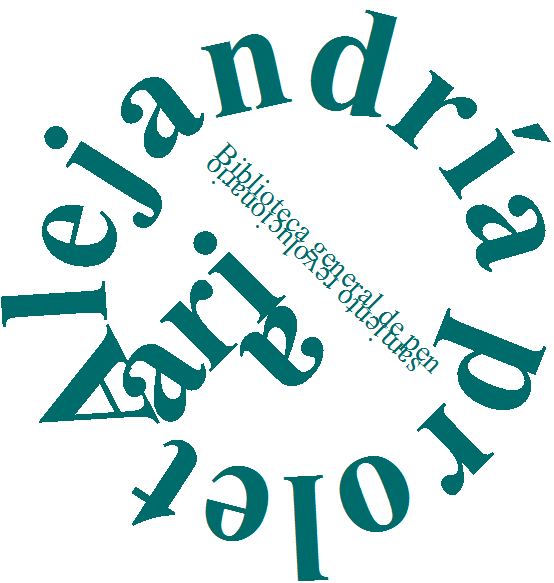 Alejandría proletaria
Biblioteca general de pen
samiento revolucionario